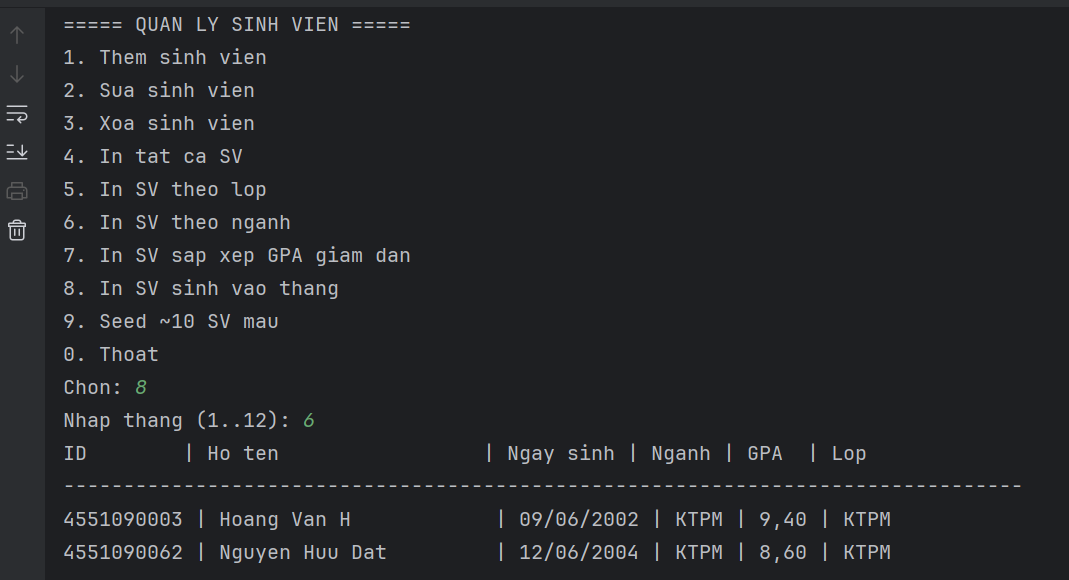 ===== QUAN LY SINH VIEN =====
1. Them sinh vien
2. Sua sinh vien
3. Xoa sinh vien
4. In tat ca SV
5. In SV theo lop
6. In SV theo nganh
7. In SV sap xep GPA giam dan
8. In SV sinh vao thang
9. Seed ~10 SV mau
0. Thoat
Chon: 8
Nhap thang (1..12): 6
ID        | Ho ten                 | Ngay sinh | Nganh | GPA  | Lop
--------------------------------------------------------------------------------
4551090003 | Hoang Van H            | 09/06/2002 | KTPM | 9,40 | KTPM
4551090062 | Nguyen Huu Dat         | 12/06/2004 | KTPM | 8,60 | KTPM